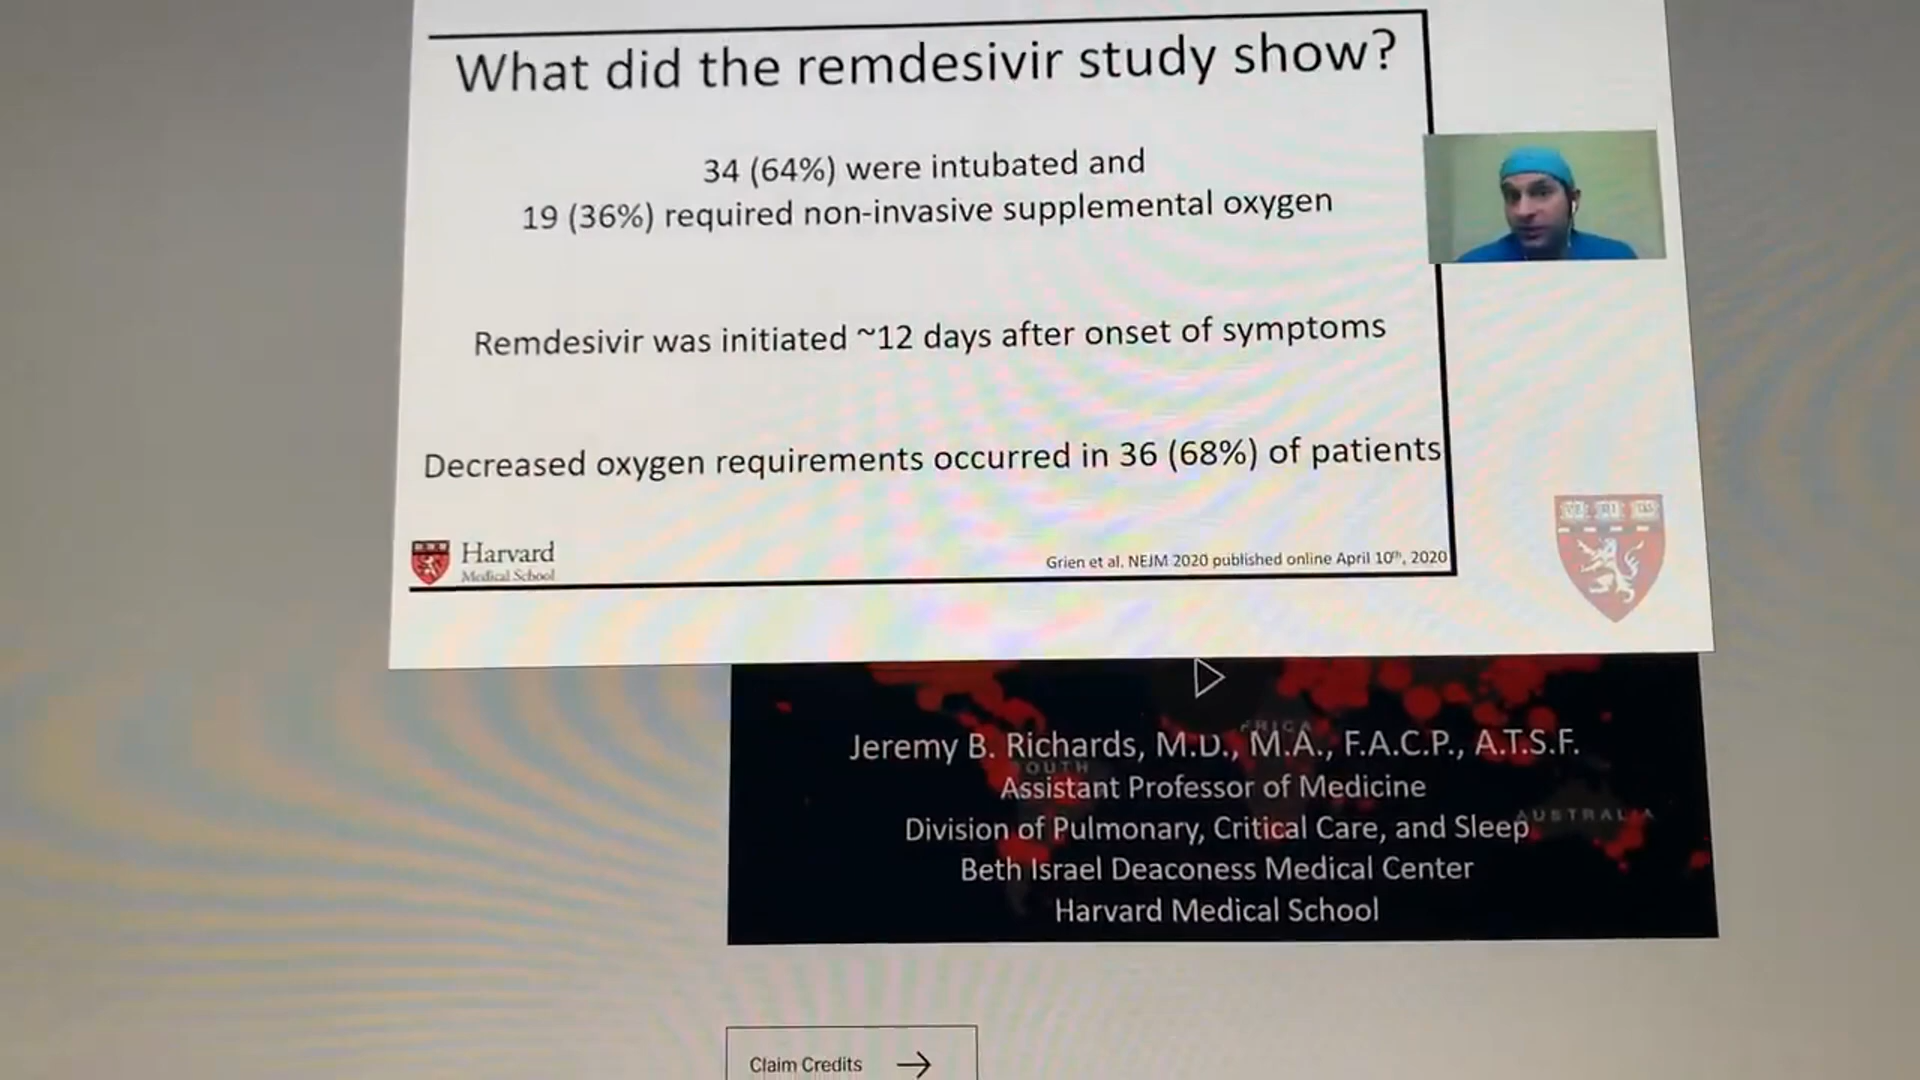 What did the remdesivir study show?
34 (64%) were intubated and
19 (36%) required non-invasive supplemental oxygen
Remdesivir was initiated ~12 days after onset of symptoms
Decreased oxygen requirements occurred in 36 (68%) of patients
Harvard
Medical School
Grien et al. NEJM 2020 published online April 10th, 2020
Jeremy B. Richards, M.D., M.A., F.A.C.P., A.T.S.F.
OUTH
Assistant Professor of Medicine
AUSTRALIA
Division of Pulmonary, Critical Care, and Sleep
Beth Israel Deaconess Medical Center
Harvard Medical School
Claim Credits